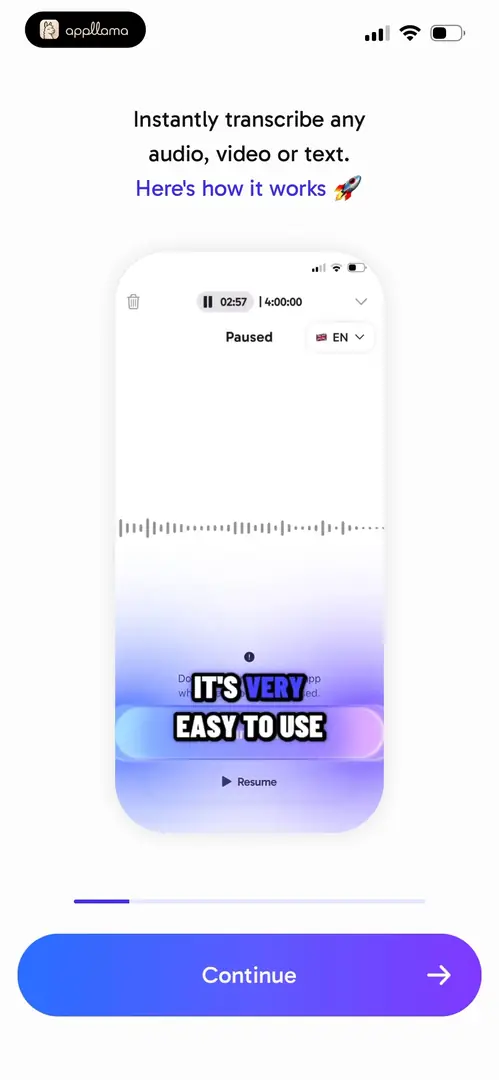 appllama
Instantly transcribe any
audio, video or text.
Here's how it works 🚀
02:57 | 4:00:00
Paused
EN
IT'S VERY
EASY TO USE
Resume
Continue